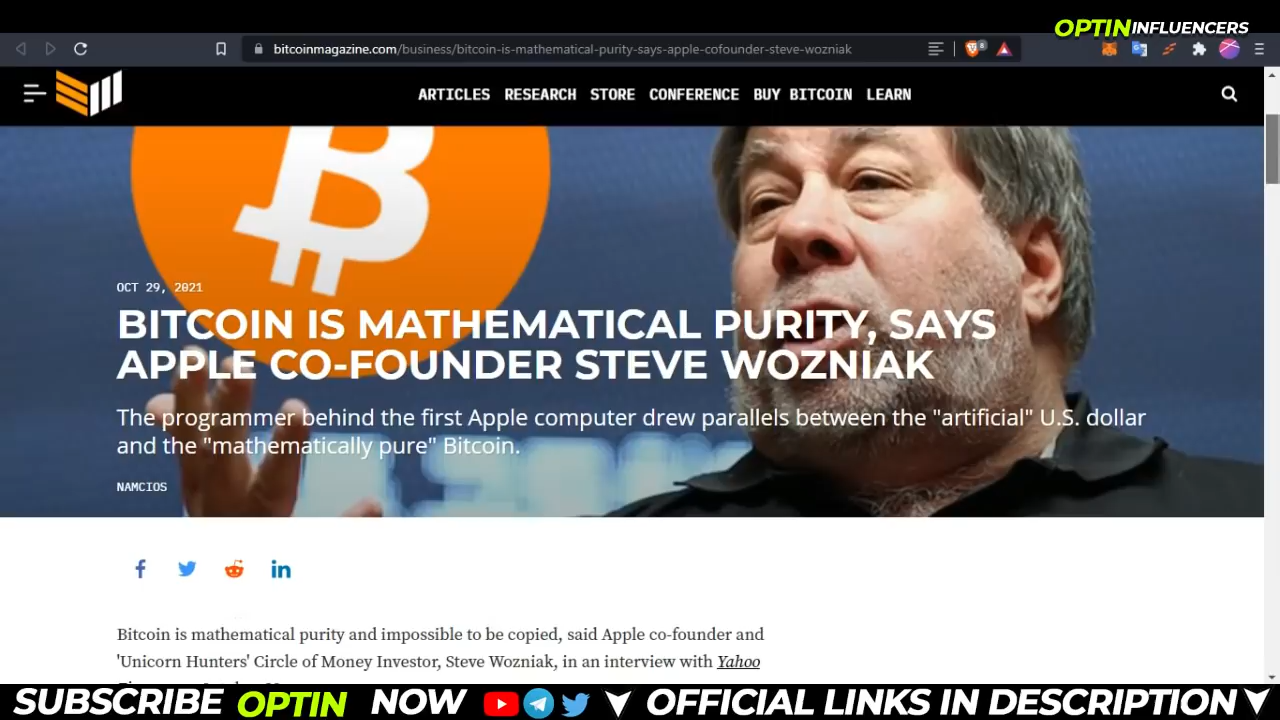 OPTIN INFLUENCERS
bitcoinmagazine.com/business/bitcoin-is-mathematical-purity-says-apple-cofounder-steve-wozniak
8
ARTICLES RESEARCH STORE CONFERENCE BUY BITCOIN LEARN
OCT 29, 2021
BITCOIN IS MATHEMATICAL PURITY, SAYS
APPLE CO-FOUNDER STEVE WOZNIAK
The programmer behind the first Apple computer drew parallels between the "artificial" U.S. dollar
and the "mathematically pure" Bitcoin.
NAMCIOS
Bitcoin is mathematical purity and impossible to be copied, said Apple co-founder and
'Unicorn Hunters' Circle of Money Investor, Steve Wozniak, in an interview with Yahoo
SUBSCRIBE OPTIN NOW OFFICIAL LINKS IN DESCRIPTION